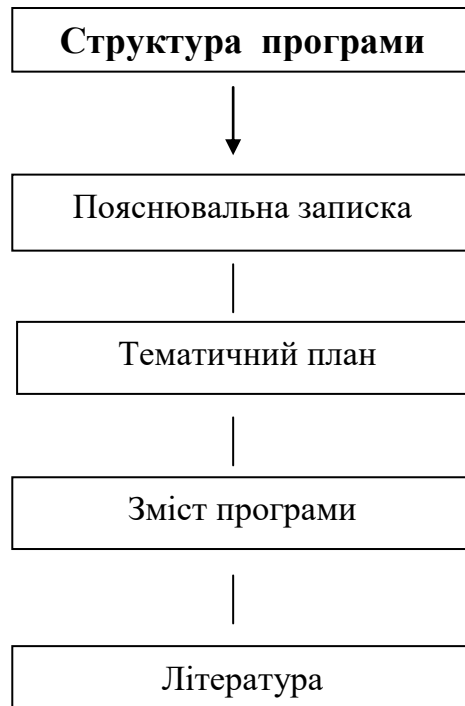 Структура програми
Пояснювальна записка
Тематичний план
Зміст програми
Література